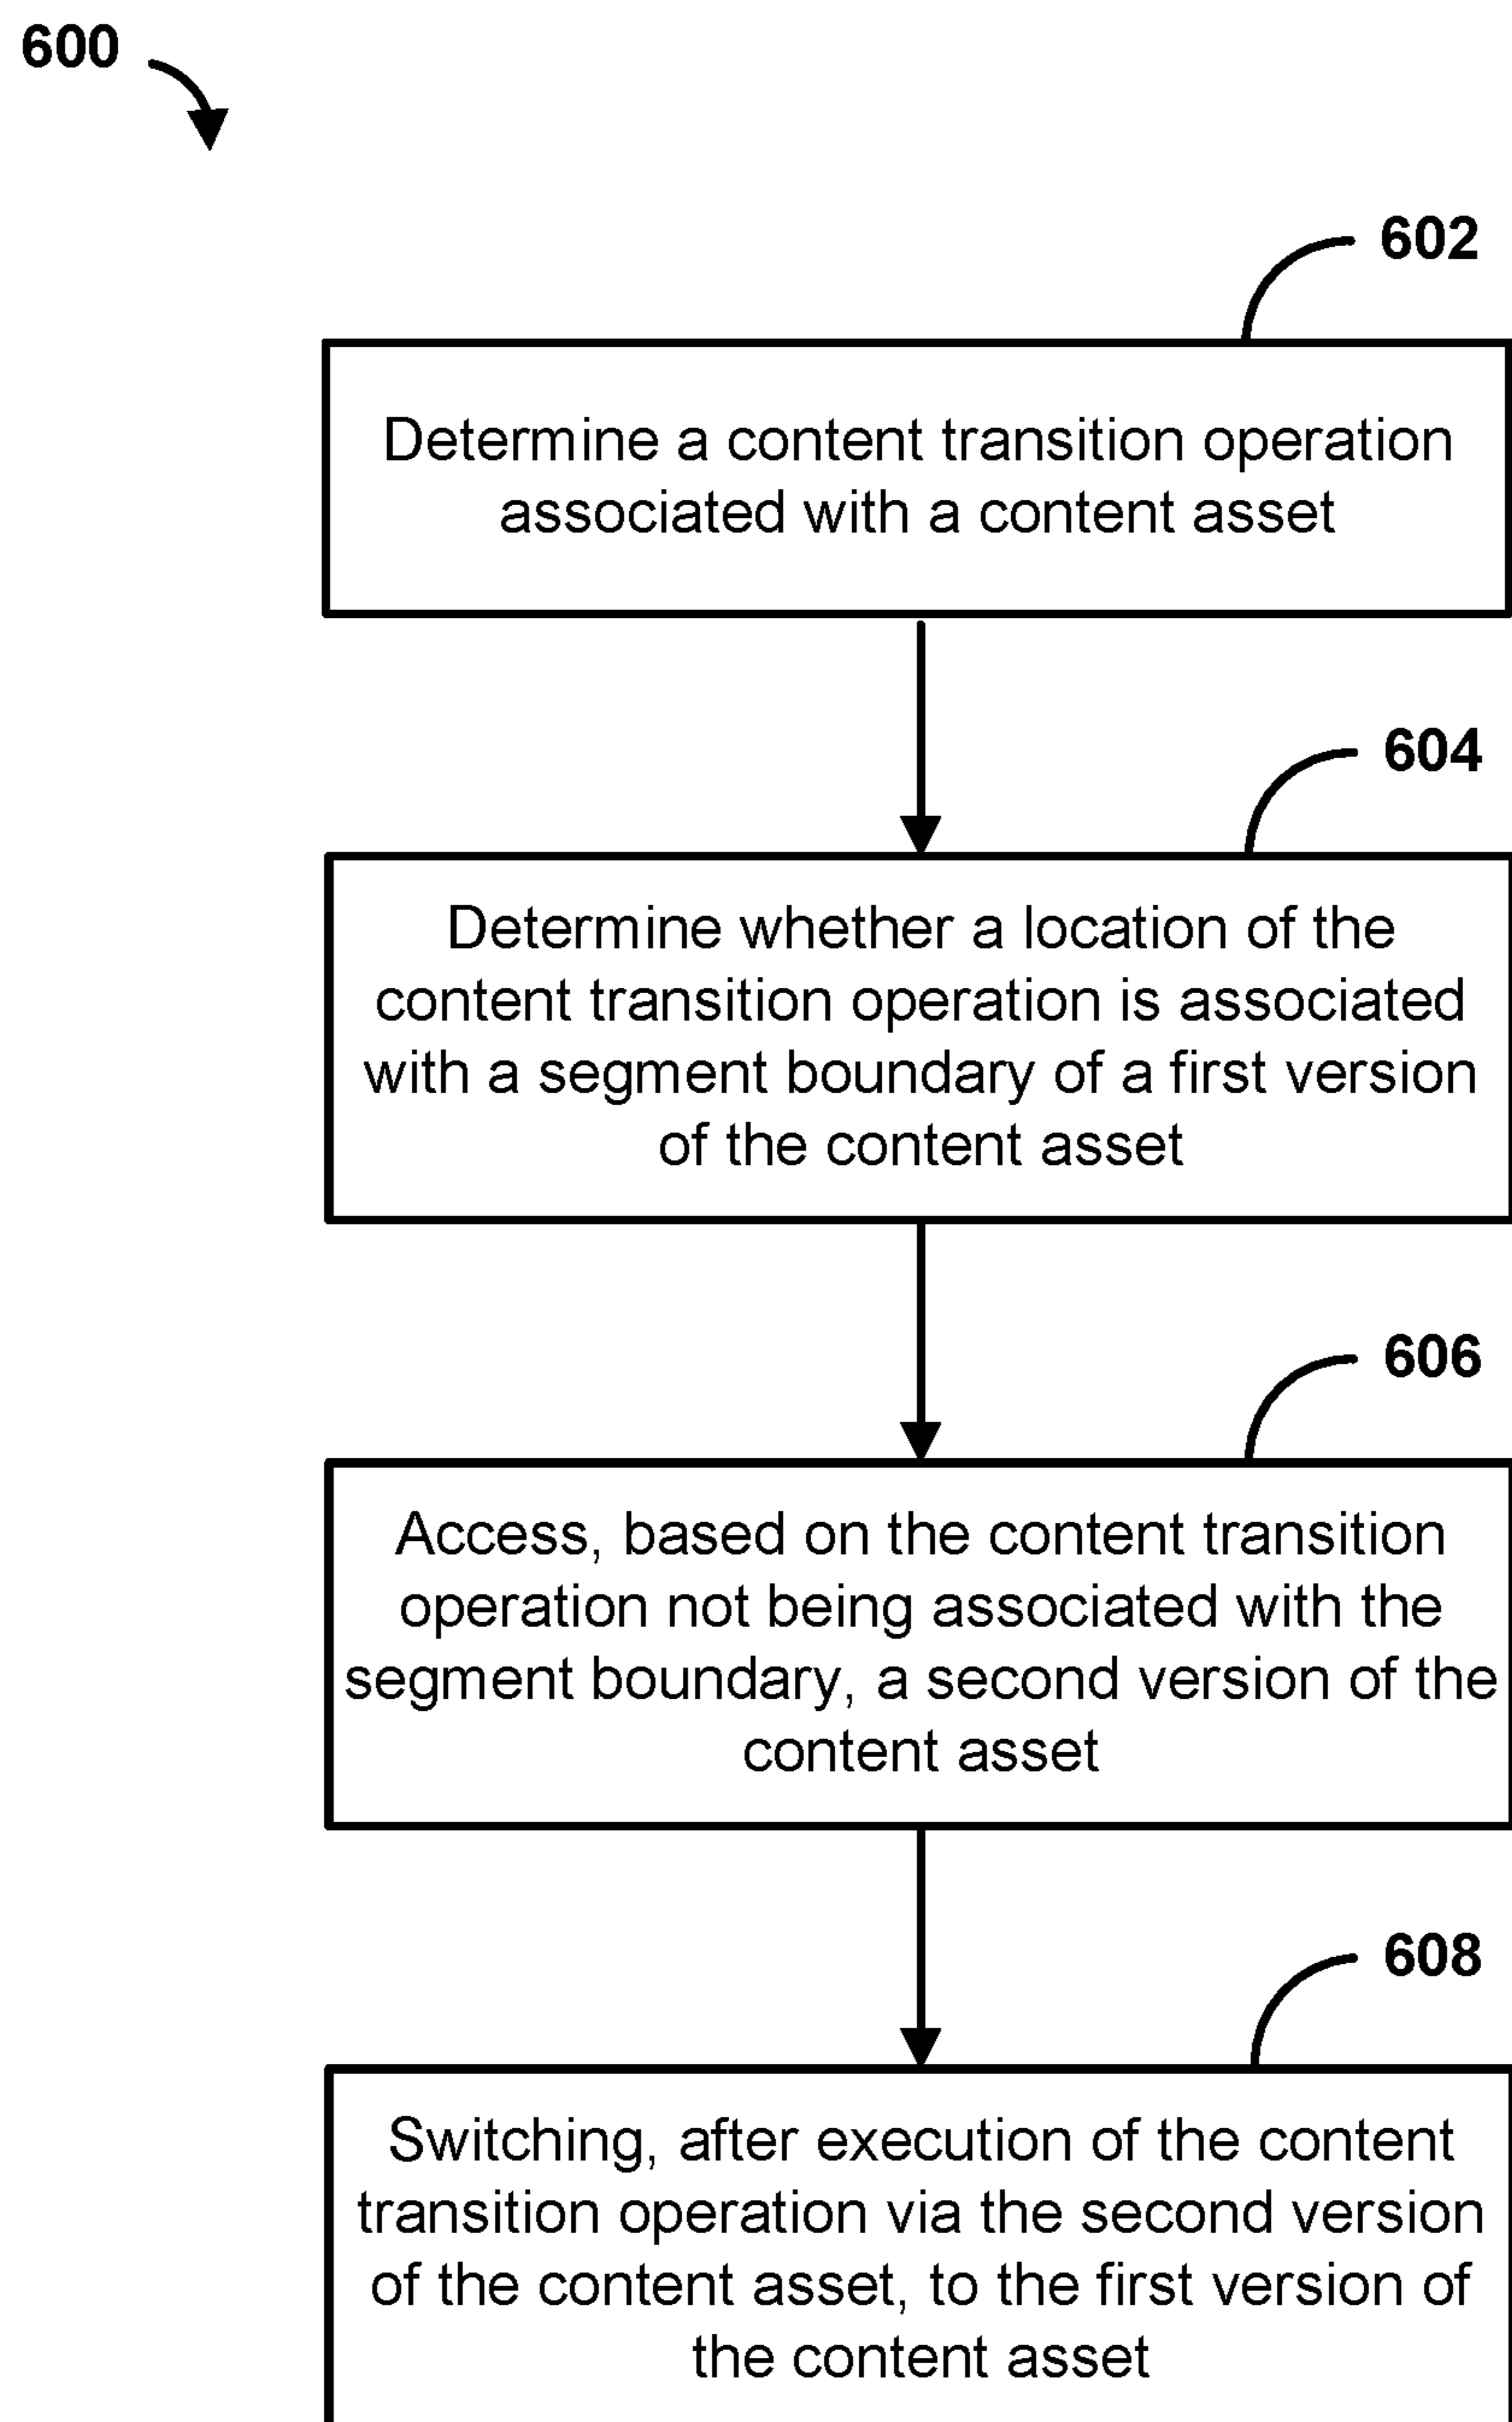 600
602
Determine a content transition operation
associated with a content asset
604
Determine whether a location of the
content transition operation is associated
with a segment boundary of a first version
of the content asset
606
Access, based on the content transition
operation not being associated with the
segment boundary, a second version of the
content asset
608
Switching, after execution of the content
transition operation via the second version
of the content asset, to the first version of
the content asset